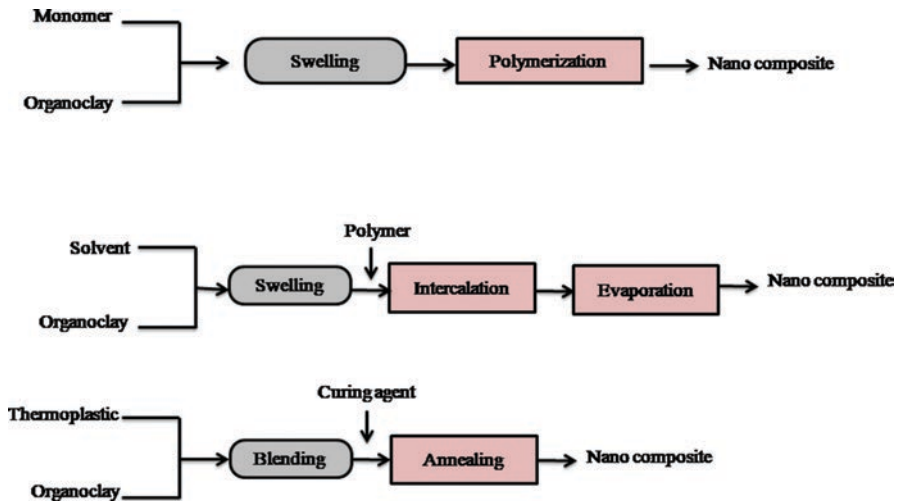 Monomer
Swelling
Polymerization
Nano composite
Organoclay
Polymer
Solvent
Swelling
Intercalation
Evaporation
Nano composite
Organoclay
Curing agent
Thermoplastic
Blending
Annealing
Nano composite
Organoclay